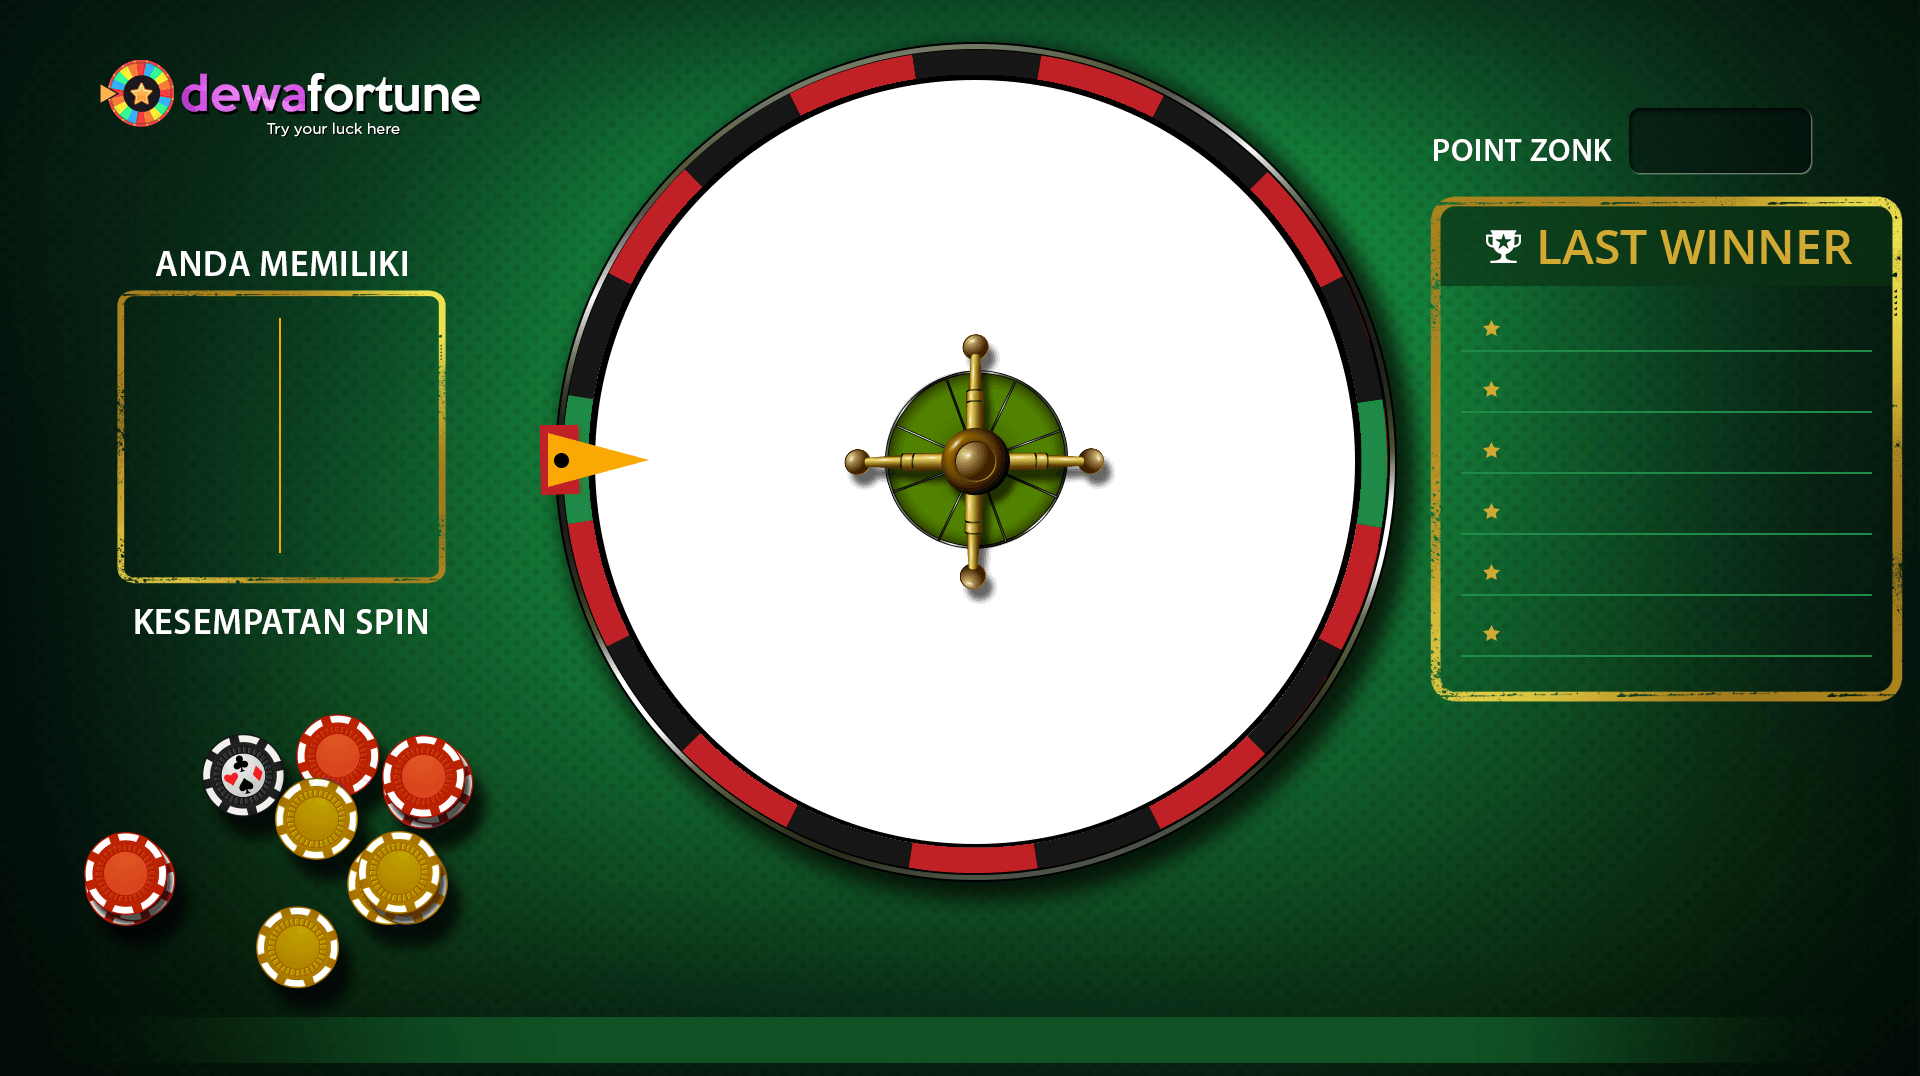 dewafortune
Try your luck here
ANDA MEMILIKI
KESEMPATAN SPIN
POINT ZONK
LAST WINNER